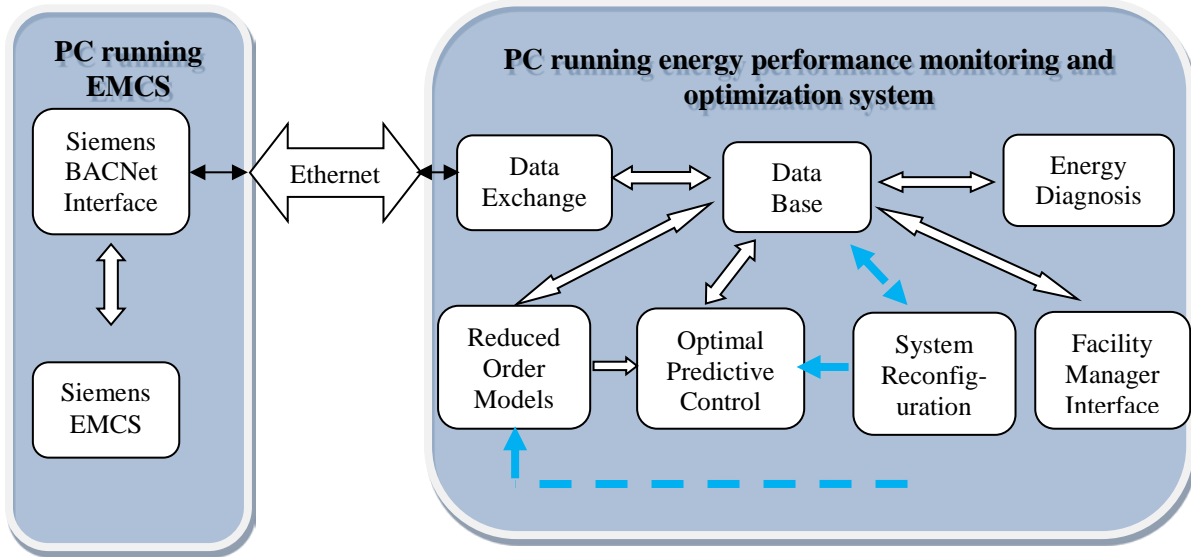 PC running
EMCS
Siemens
BACNet
Interface
Siemens
EMCS
Ethernet
PC running energy performance monitoring and
optimization system
Data
Exchange
Data
Base
Energy
Diagnosis
Reduced
Order
Models
Optimal
Predictive
Control
System
Reconfig-
uration
Facility
Manager
Interface